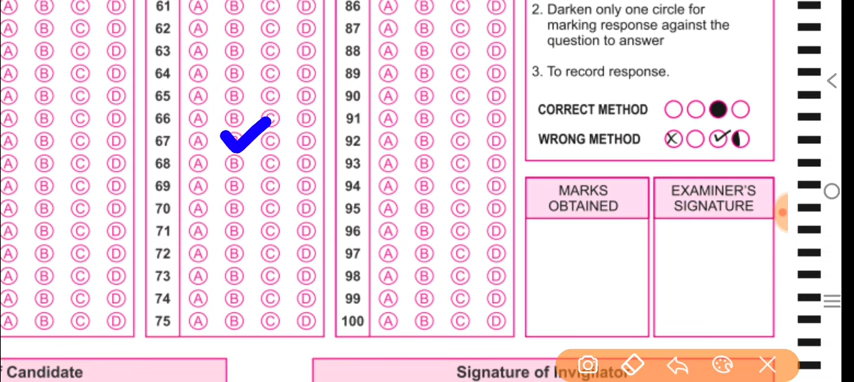 A B C D 61 A B C D 86 A B C D
A B C D 62 A B C D 87 A B C D
A B C D 63 A B C D 88 A B C D
A B C D 64 A B C D 89 A B C D
A B C D 65 A B C D 90 A B C D
A B C D 66 A B C D 91 A B C D
A B C D 67 A B C D 92 A B C D
A B C D 68 A B C D 93 A B C D
A B C D 69 A B C D 94 A B C D
A B C D 70 A B C D 95 A B C D
A B C D 71 A B C D 96 A B C D
A B C D 72 A B C D 97 A B C D
A B C D 73 A B C D 98 A B C D
A B C D 74 A B C D 99 A B C D
A B C D 75 A B C D 100 A B C D
2. Darken only one circle for
marking response against the
question to answer
3. To record response.
CORRECT METHOD
WRONG METHOD
MARKS
OBTAINED
EXAMINER'S
SIGNATURE
Candidate
Signature of Invigilator